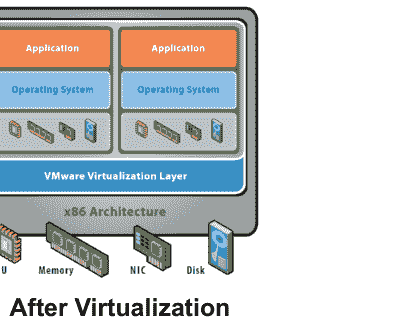 Application Application
Operating System Operating System
VMware Virtualization Layer
x86 Architecture
U Memory NIC Disk
After Virtualization